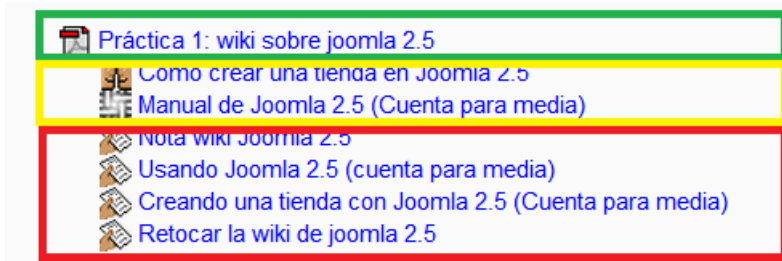 Práctica 1: wiki sobre joomla 2.5
Como crear una tienda en Joomla 2.5
Manual de Joomla 2.5 (Cuenta para media)
Nota wiki Joomla 2.5
Usando Joomla 2.5 (cuenta para media)
Creando una tienda con Joomla 2.5 (Cuenta para media)
Retocar la wiki de joomla 2.5